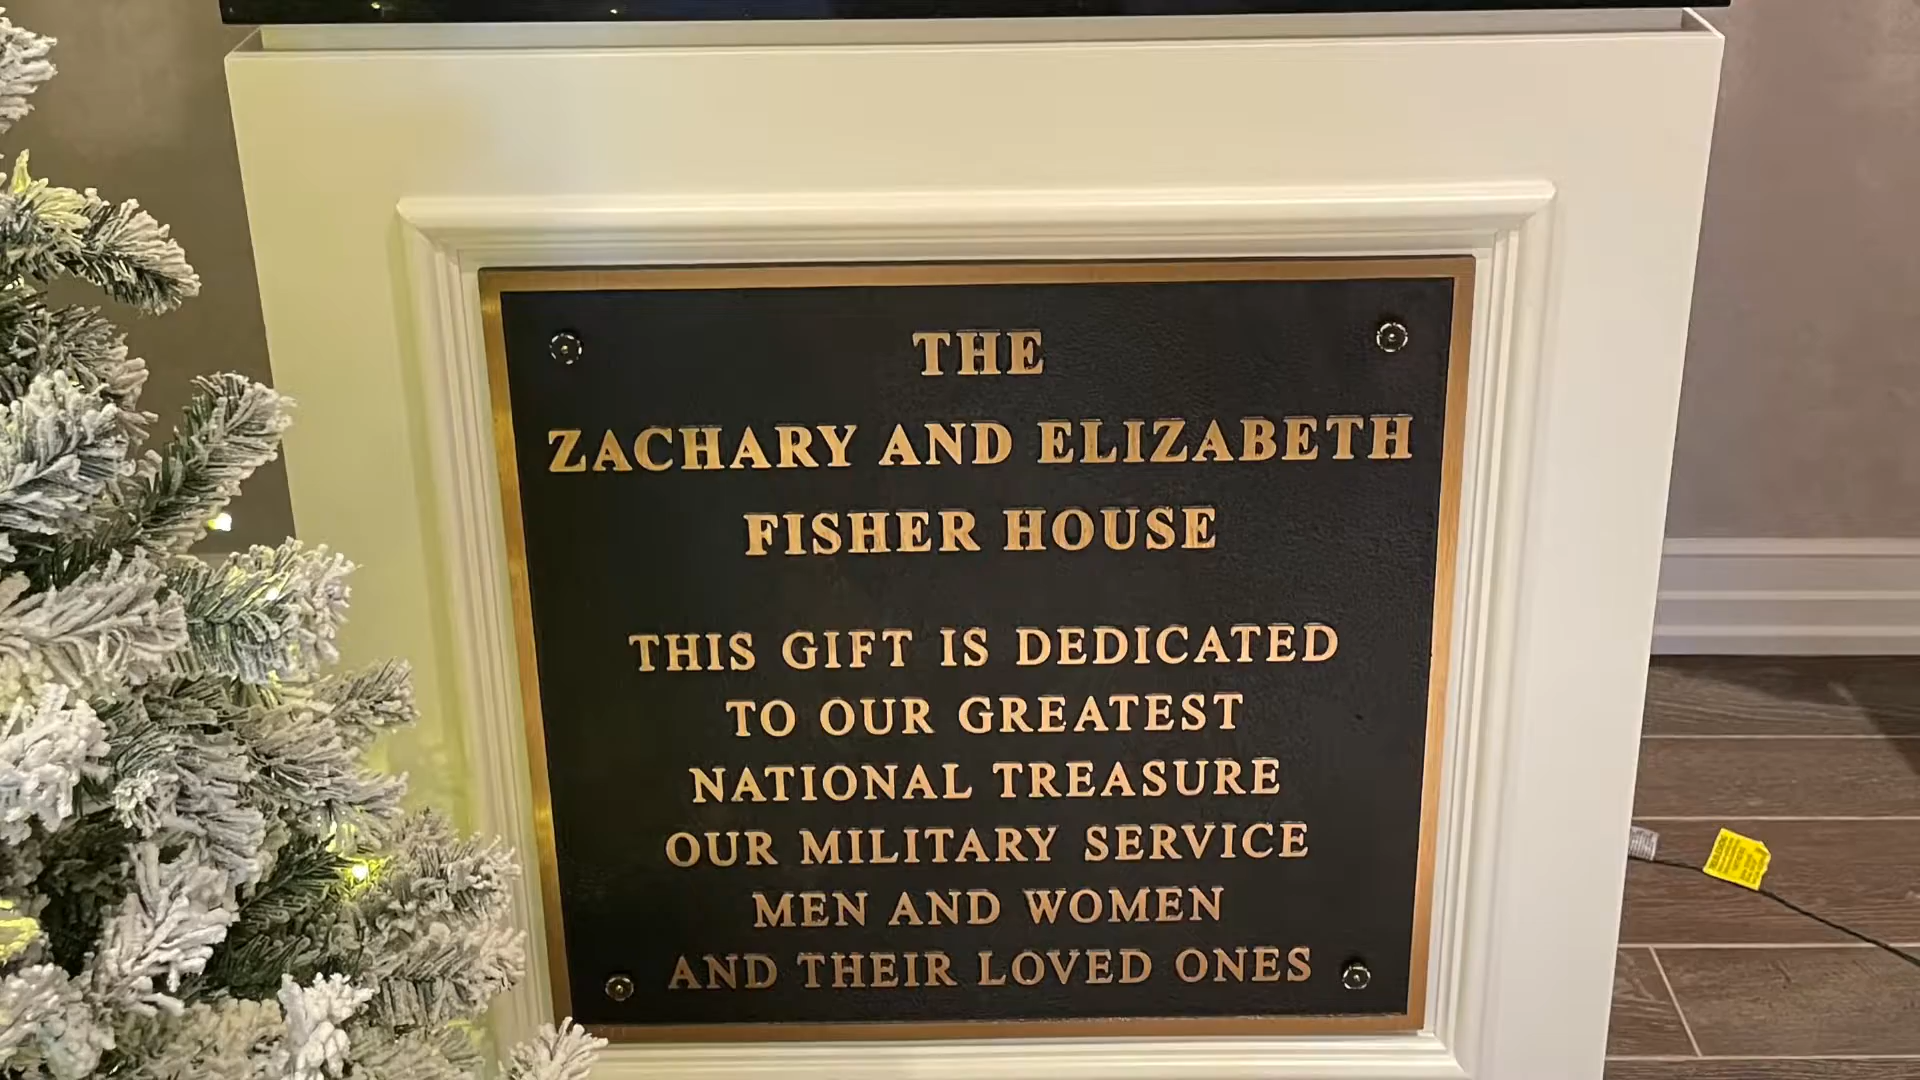 THE
ZACHARY AND ELIZABETH
FISHER HOUSE
THIS GIFT IS DEDICATED
TO OUR GREATEST
NATIONAL TREASURE
OUR MILITARY SERVICE
MEN AND WOMEN
AND THEIR LOVED ONES